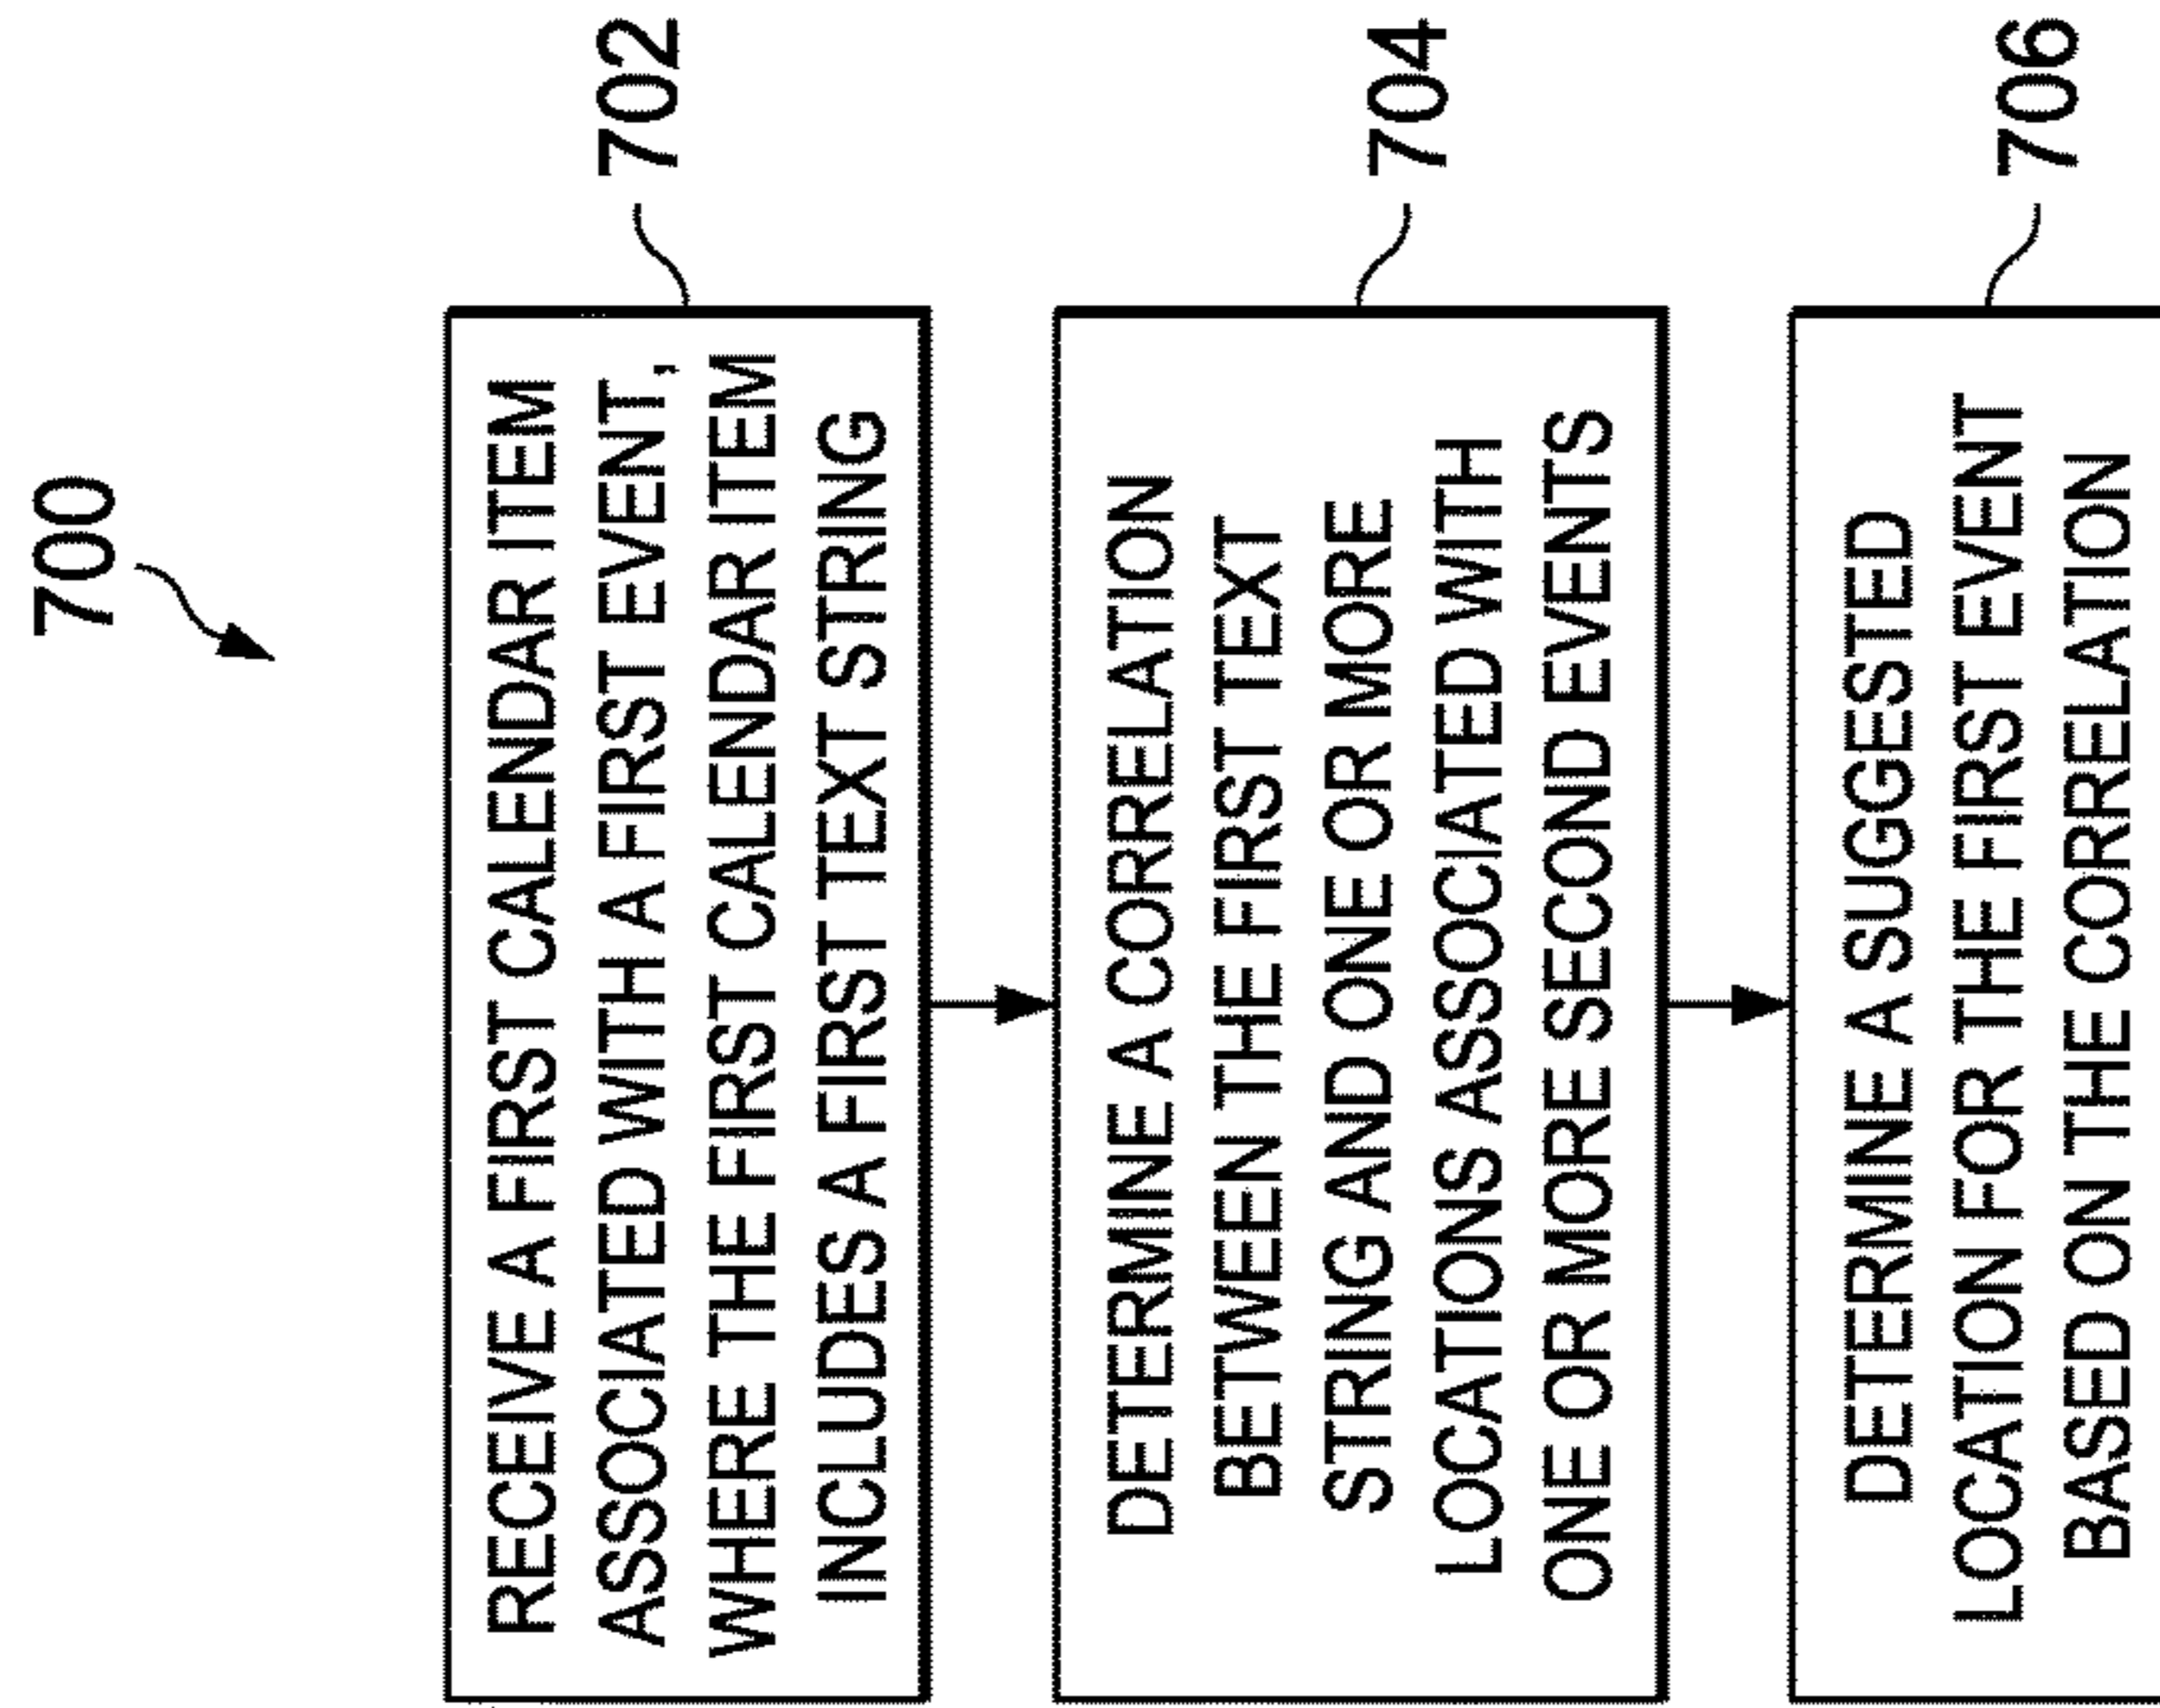 700
RECEIVE A FIRST CALENDAR ITEM
ASSOCIATED WITH A FIRST EVENT,
WHERE THE FIRST CALENDAR ITEM
INCLUDES A FIRST TEXT STRING
702
DETERMINE A CORRELATION
BETWEEN THE FIRST TEXT
STRING AND ONE OR MORE
LOCATIONS ASSOCIATED WITH
ONE OR MORE SECOND EVENTS
704
DETERMINE A SUGGESTED
LOCATION FOR THE FIRST EVENT
BASED ON THE CORRELATION
706